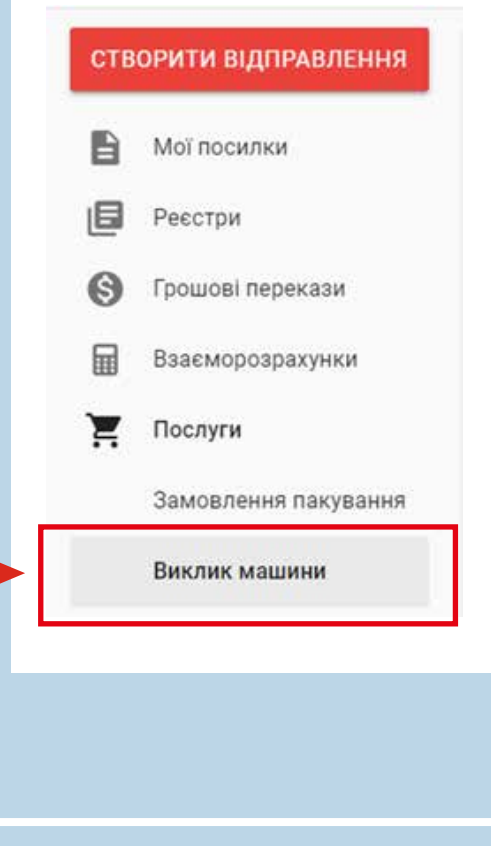 СТВОРИТИ ВІДПРАВЛЕННЯ
Мої посилки
Реєстри
Грошові перекази
Взаєморозрахунки
Послуги
Замовлення пакування
Виклик машини